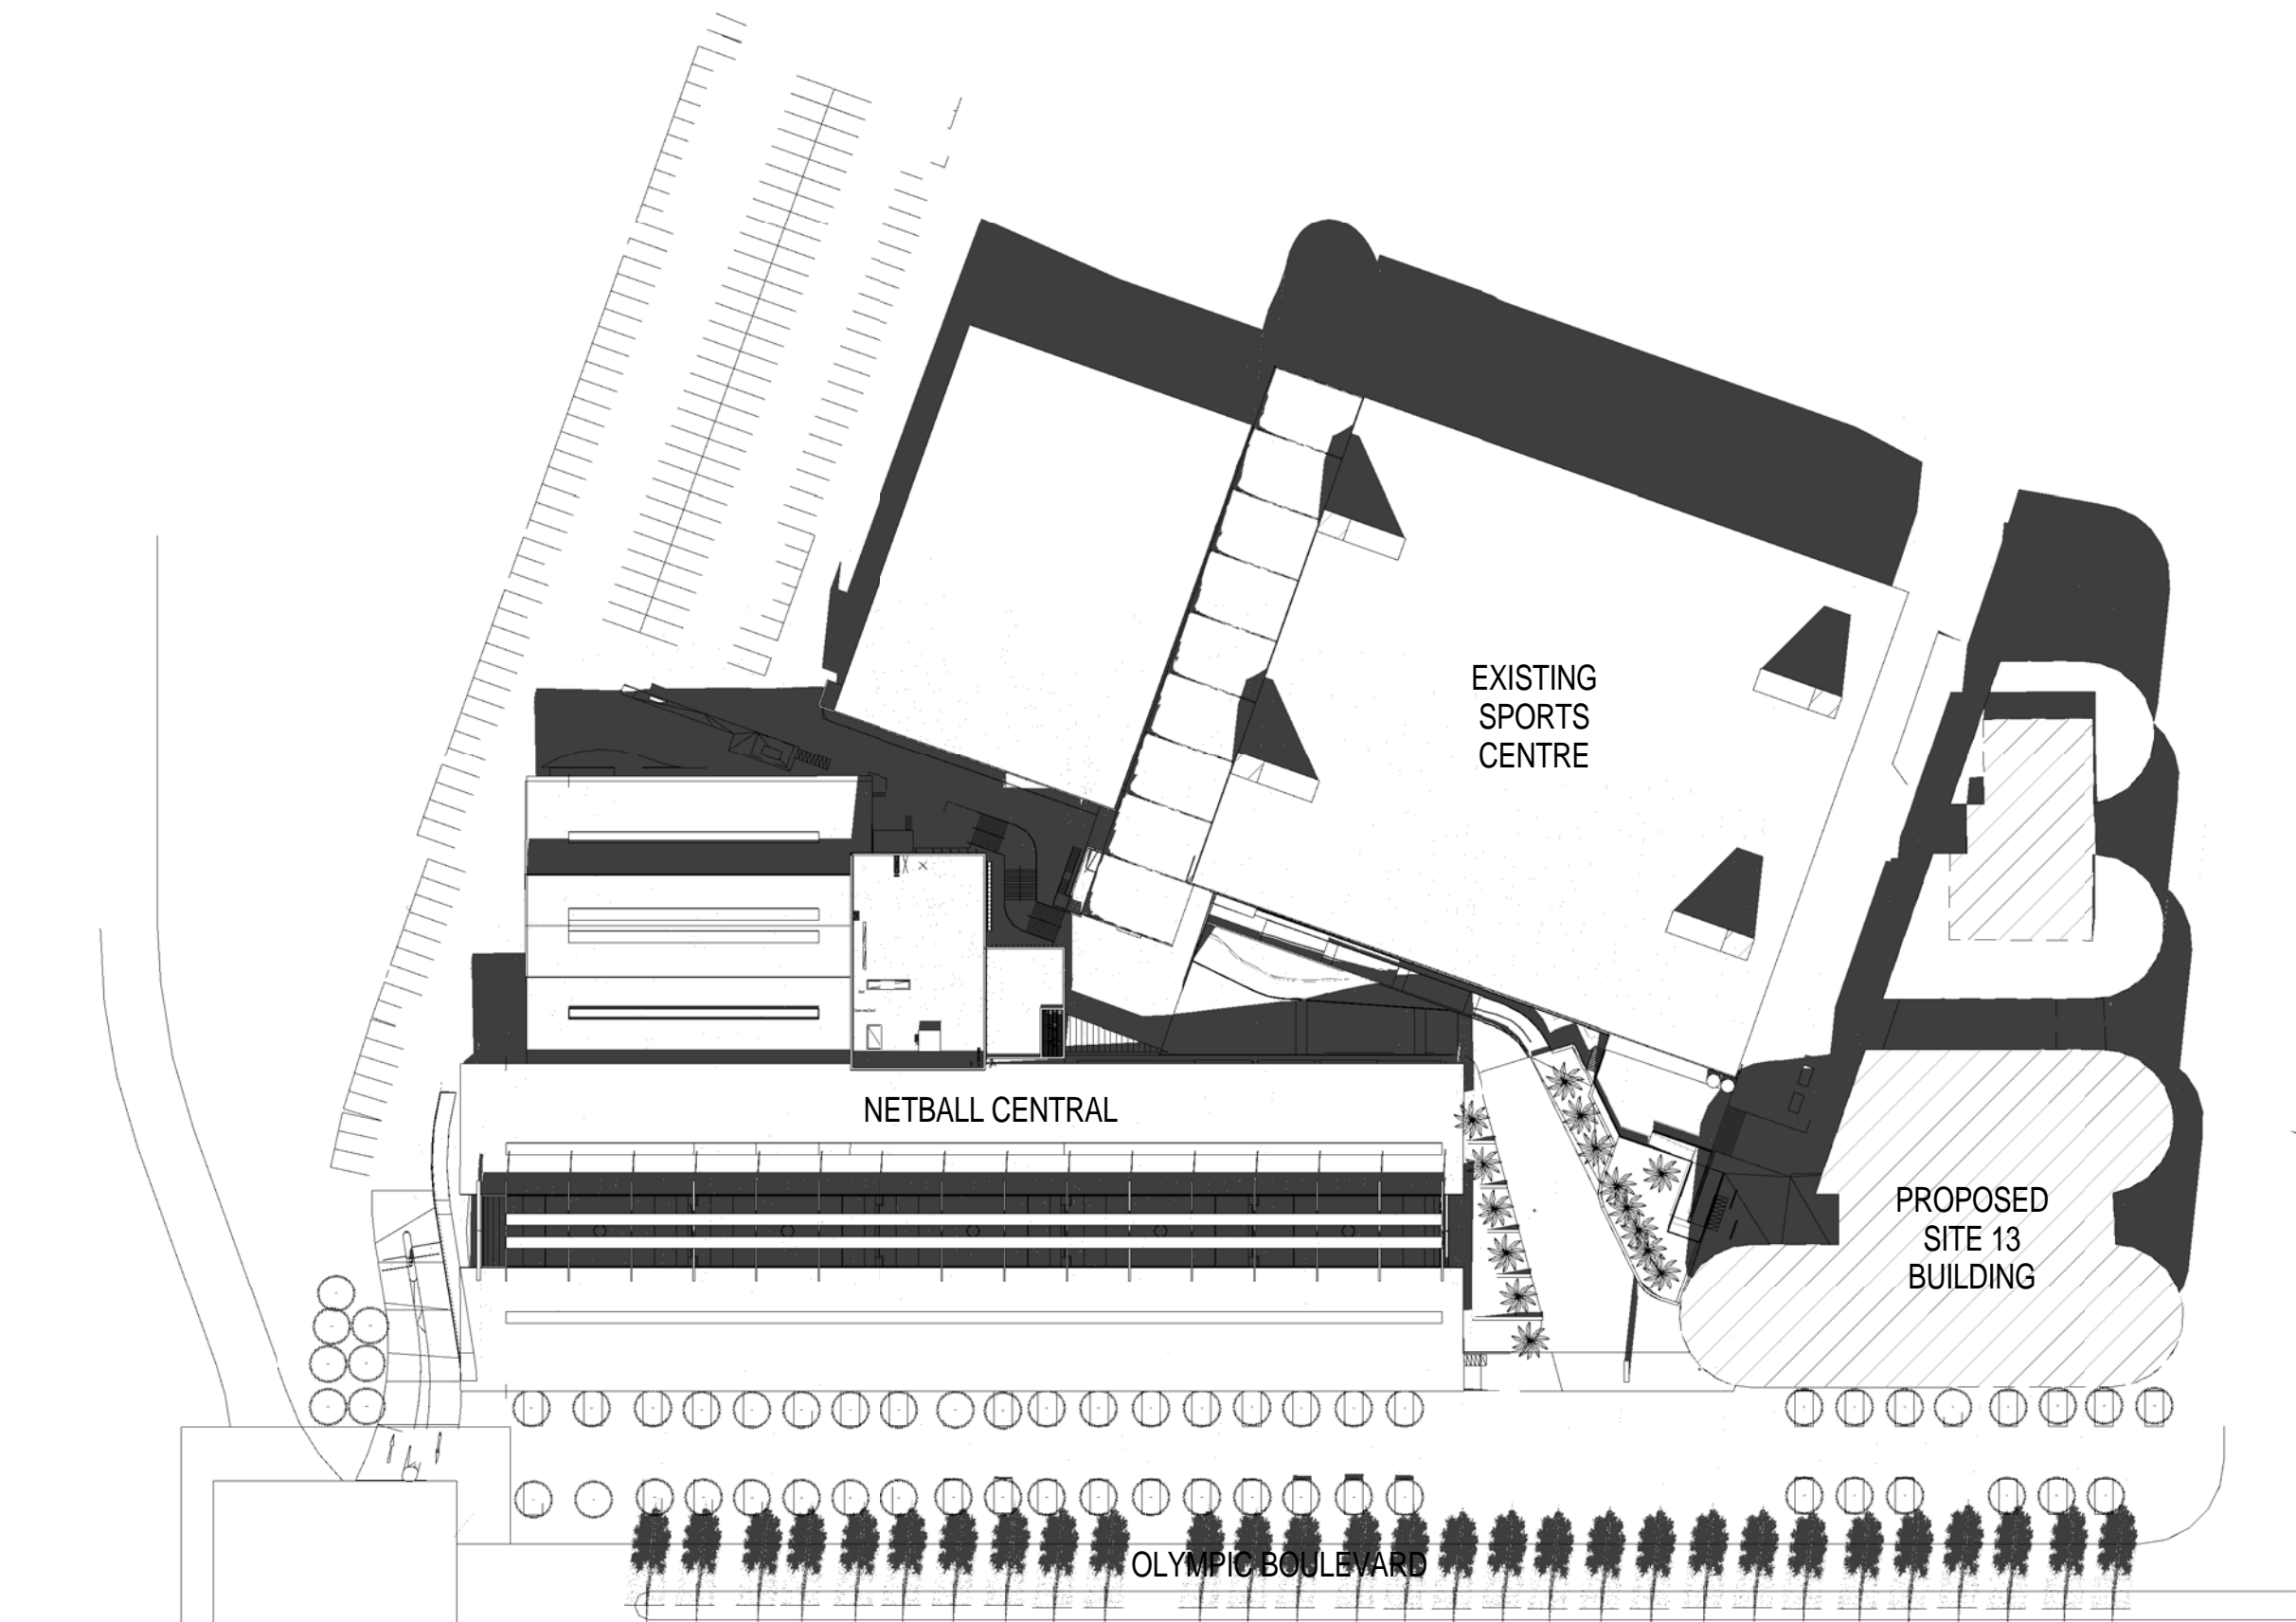 EXISTING
SPORTS
CENTRE
NETBALL CENTRAL
PROPOSED
SITE 13
BUILDING
OLYMPIC BOULEVARD